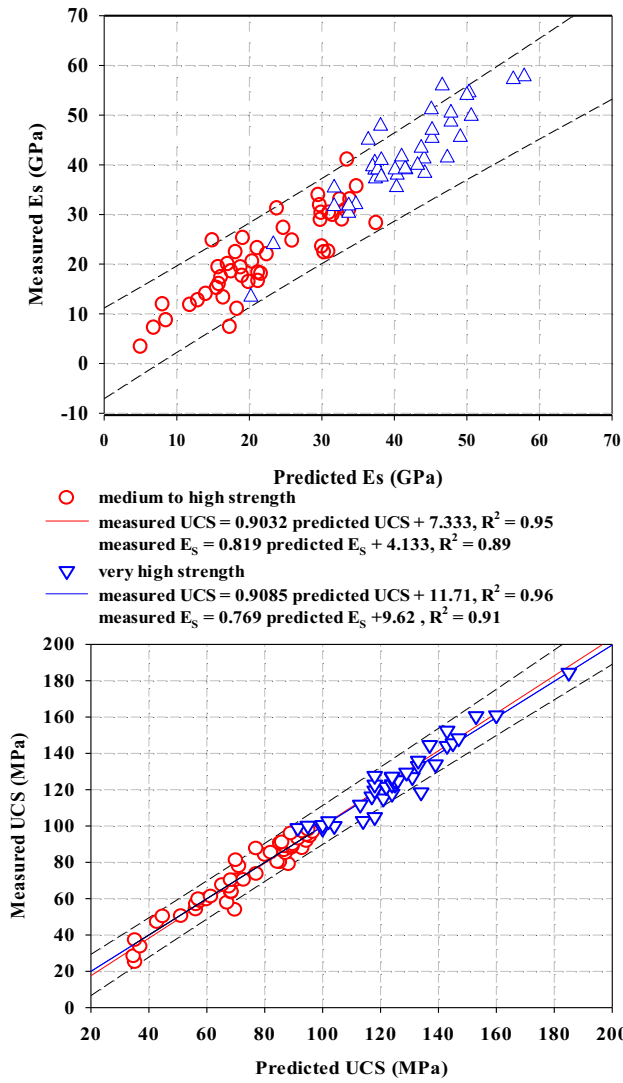 70
60
50
40
30
20
10
0
-10
Measured Es (GPa)
0 10 20 30 40 50 60 70
Predicted Es (GPa)
medium to high strength
measured UCS = 0.9032 predicted UCS + 7.333, R² = 0.95
measured E_S = 0.819 predicted E_S + 4.133, R² = 0.89
very high strength
measured UCS = 0.9085 predicted UCS + 11.71, R² = 0.96
measured E_S = 0.769 predicted E_S +9.62 , R² = 0.91
200
180
160
140
120
100
80
60
40
20
0
Measured UCS (MPa)
20 40 60 80 100 120 140 160 180 200
Predicted UCS (MPa)